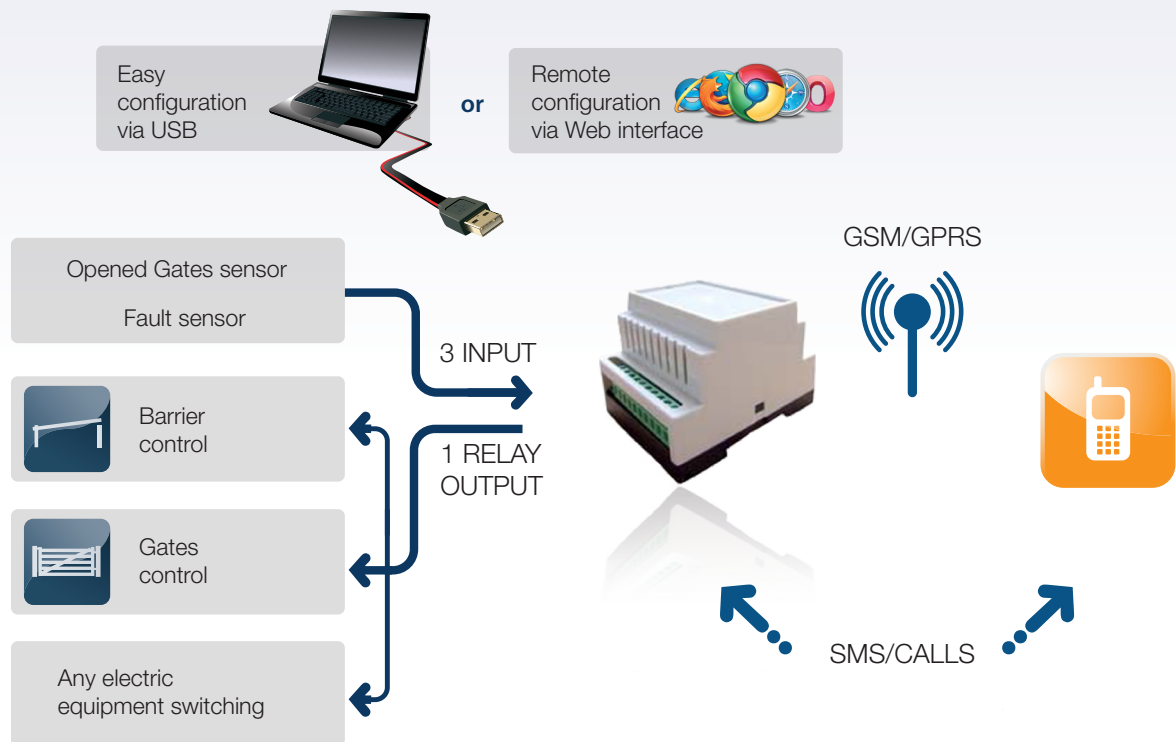 Easy
configuration
via USB
or
Remote
configuration
via Web interface
GSM/GPRS
Opened Gates sensor
Fault sensor
3 INPUT
Barrier
control
1 RELAY
OUTPUT
Gates
control
SMS/CALLS
Any electric
equipment switching